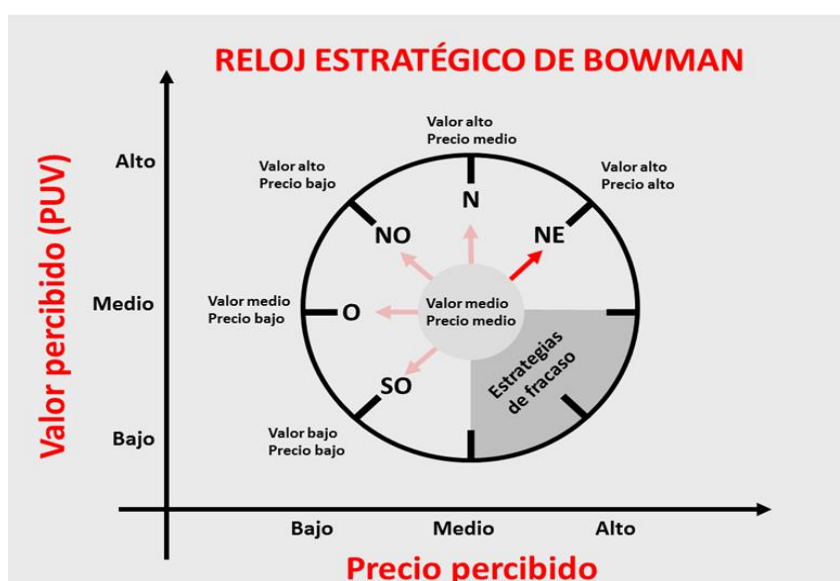 RELOJ ESTRATÉGICO DE BOWMAN
Valor percibido (PUV)
Alto
Medio
Bajo
Valor alto
Precio medio
Valor alto
Precio bajo
Valor alto
Precio alto
N
NO
NE
Valor medio
Precio bajo
O
Valor medio
Precio medio
SO
Estrategias
de fracaso
Valor bajo
Precio bajo
Bajo
Medio
Alto
Precio percibido